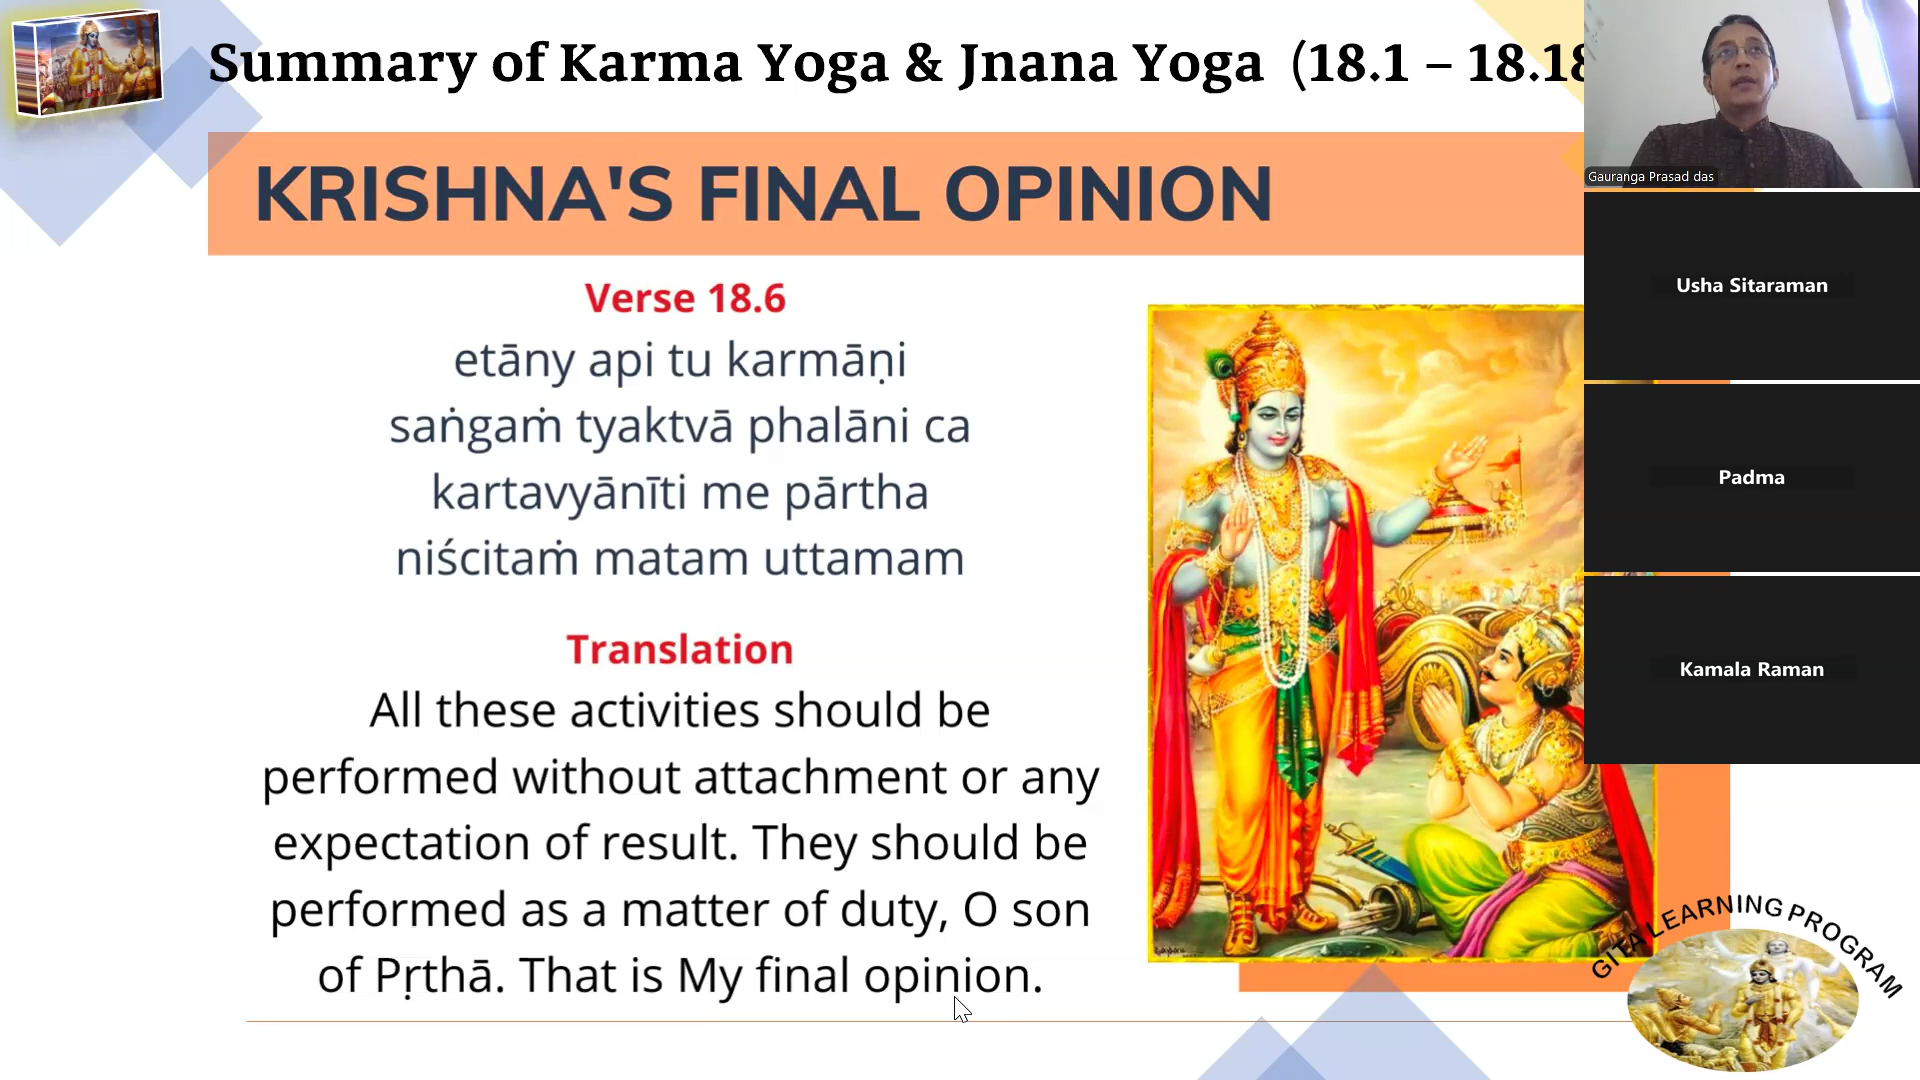 Summary of Karma Yoga & Jnana Yoga (18.1 – 18.18
KRISHNA'S FINAL OPINION
Verse 18.6
etāny api tu karmāṇi
saṅgaṁ tyaktvā phalāni ca
kartavyānīti me pārtha
niścitaṁ matam uttamam
Translation
All these activities should be
performed without attachment or any
expectation of result. They should be
performed as a matter of duty, O son
of Pṛthā. That is My final opinion.
Gauranga Prasad das
Usha Sitaraman
Padma
Kamala Raman
GITA LEARNING PROGRAM